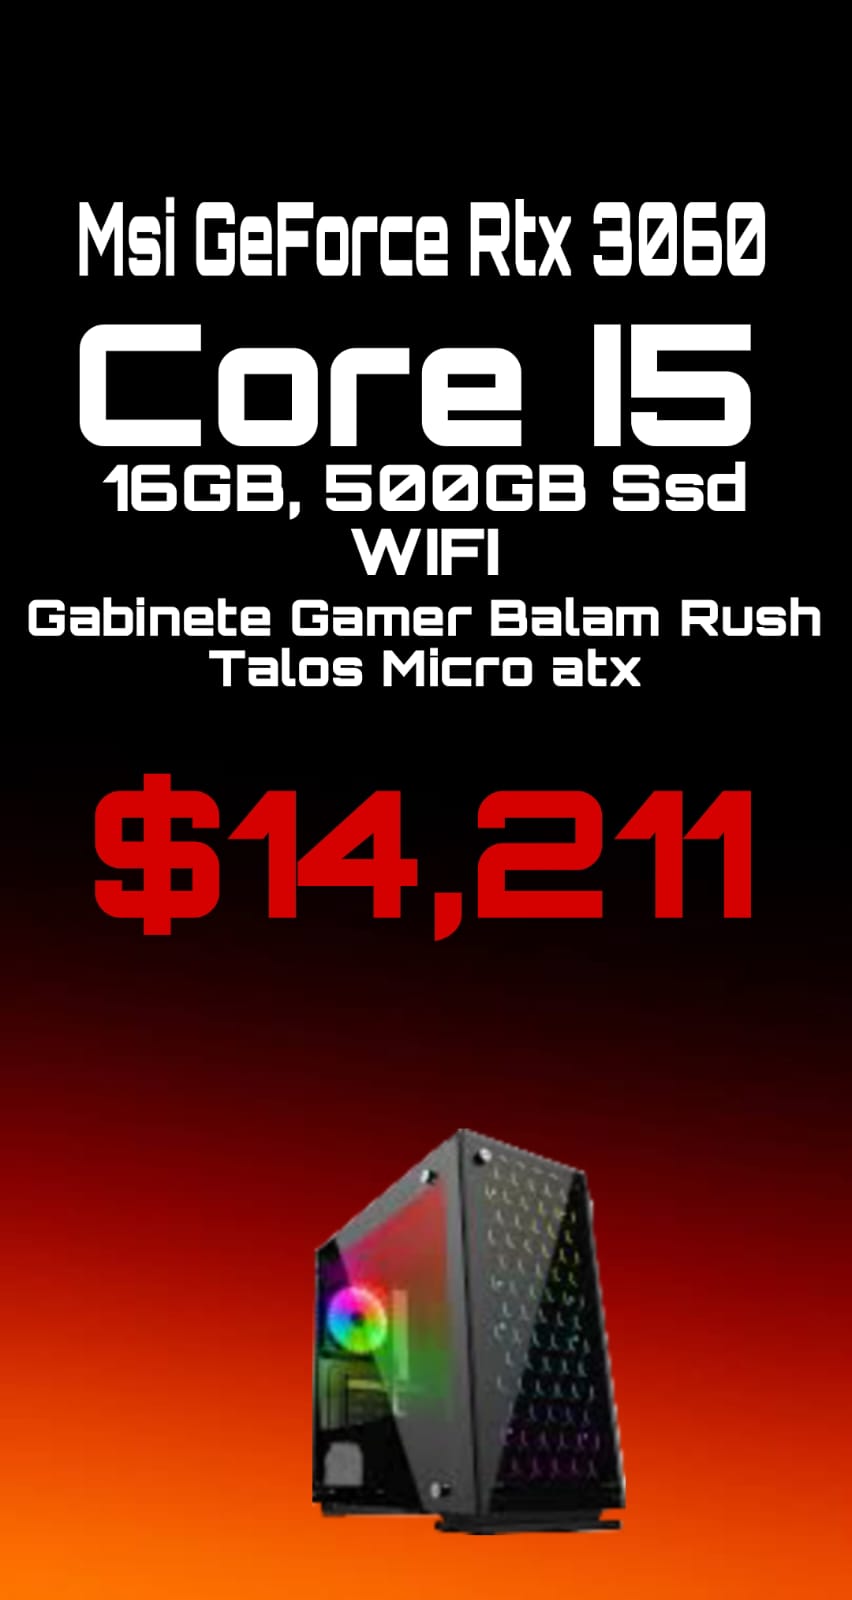 Msi GeForce Rtx 3060
Core I5
16GB, 500GB Ssd
WIFI
Gabinete Gamer Balam Rush
Talos Micro atx
$14,211